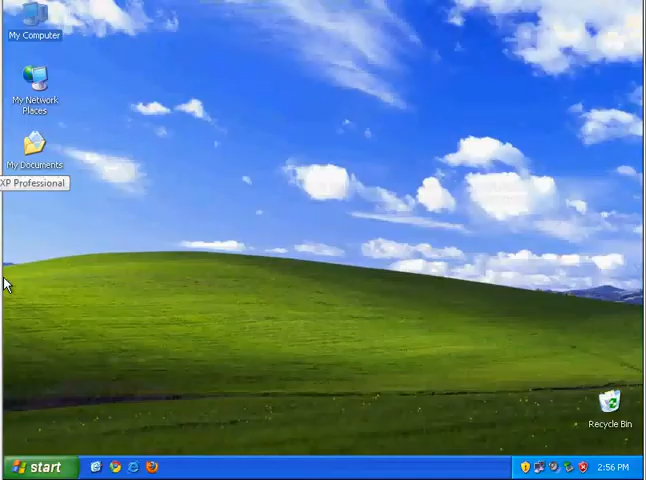 My Computer
My Network
Places
My Documents
XP Professional
Recycle Bin
start
2:56 PM